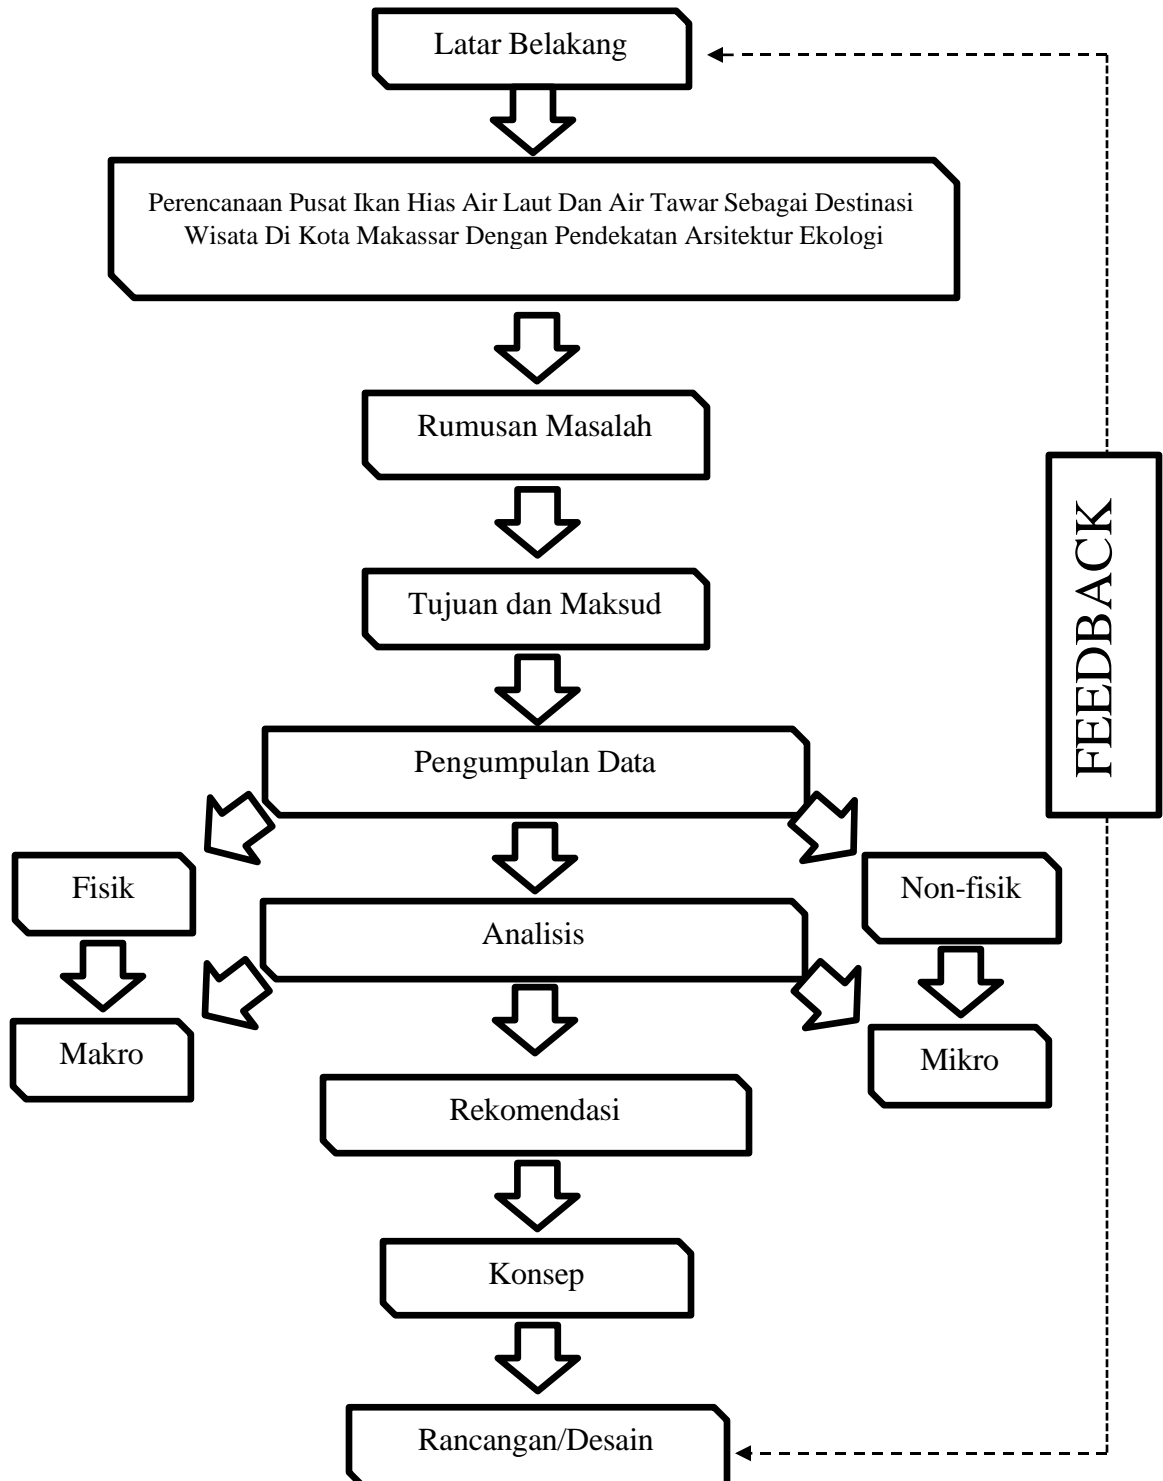 Latar Belakang
Perencanaan Pusat Ikan Hias Air Laut Dan Air Tawar Sebagai Destinasi
Wisata Di Kota Makassar Dengan Pendekatan Arsitektur Ekologi
Rumusan Masalah
Tujuan dan Maksud
FEEDBACK
Pengumpulan Data
Fisik
Non-fisik
Analisis
Makro
Mikro
Rekomendasi
Konsep
Rancangan/Desain